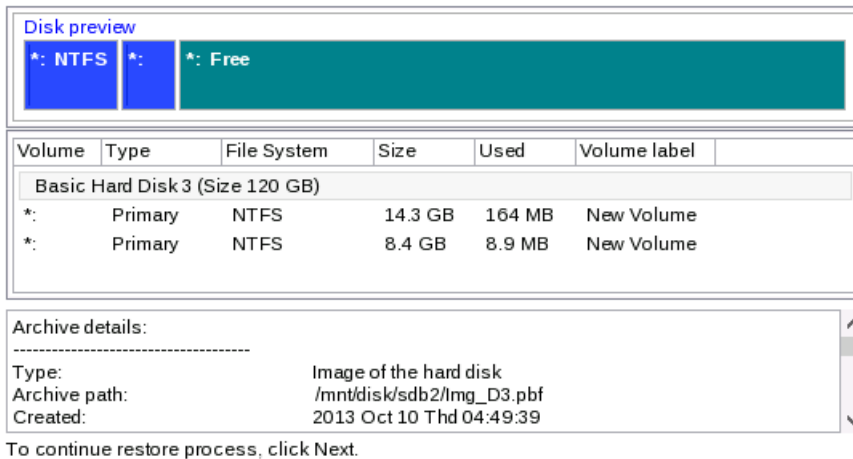 Disk preview
*: NTFS *: *: Free
Volume Type File System Size Used Volume label
Basic Hard Disk 3 (Size 120 GB)
*: Primary NTFS 14.3 GB 164 MB New Volume
*: Primary NTFS 8.4 GB 8.9 MB New Volume
Archive details:
-------------------------------------
Type: Image of the hard disk
Archive path: /mnt/disk/sdb2/Img_D3.pbf
Created: 2013 Oct 10 Thd 04:49:39
To continue restore process, click Next.